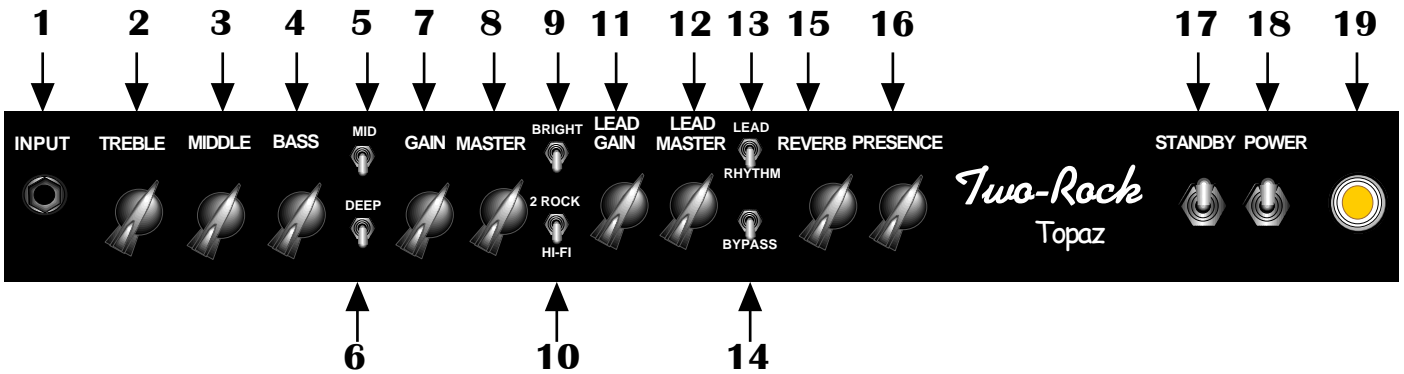 1 2 3 4 5 7 8 9 11 12 13 15 16 17 18 19
INPUT TREBLE MIDDLE BASS MID GAIN MASTER BRIGHT LEAD GAIN LEAD MASTER LEAD RHYTHM REVERB PRESENCE STANDBY POWER
DEEP 2 ROCK HI-FI BYPASS
Two-Rock
Topaz
6 10 14